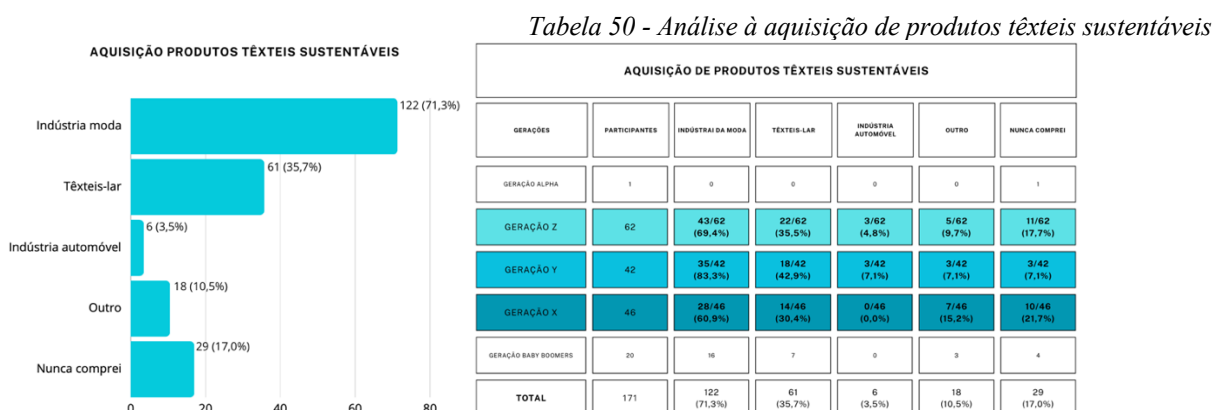 Tabela 50 - Análise à aquisição de produtos têxteis sustentáveis
AQUISIÇÃO PRODUTOS TÊXTEIS SUSTENTÁVEIS
Indústria moda 122 (71,3%)
Têxteis-lar 61 (35,7%)
Indústria automóvel 6 (3,5%)
Outro 18 (10,5%)
Nunca comprei 29 (17,0%)
0 20 40 60 80
AQUISIÇÃO DE PRODUTOS TÊXTEIS SUSTENTÁVEIS
GERAÇÕES PARTICIPANTES INDÚSTRAI DA MODA TÊXTEIS-LAR INDÚSTRIA AUTOMÓVEL OUTRO NUNCA COMPREI
GERAÇÃO ALPHA 1 0 0 0 0 1
GERAÇÃO Z 62 43/62 (69,4%) 22/62 (35,5%) 3/62 (4,8%) 5/62 (9,7%) 11/62 (17,7%)
GERAÇÃO Y 42 35/42 (83,3%) 18/42 (42,9%) 3/42 (7,1%) 3/42 (7,1%) 3/42 (7,1%)
GERAÇÃO X 46 28/46 (60,9%) 14/46 (30,4%) 0/46 (0,0%) 7/46 (15,2%) 10/46 (21,7%)
GERAÇÃO BABY BOOMERS 20 16 7 0 3 4
TOTAL 171 122 (71,3%) 61 (35,7%) 6 (3,5%) 18 (10,5%) 29 (17,0%)